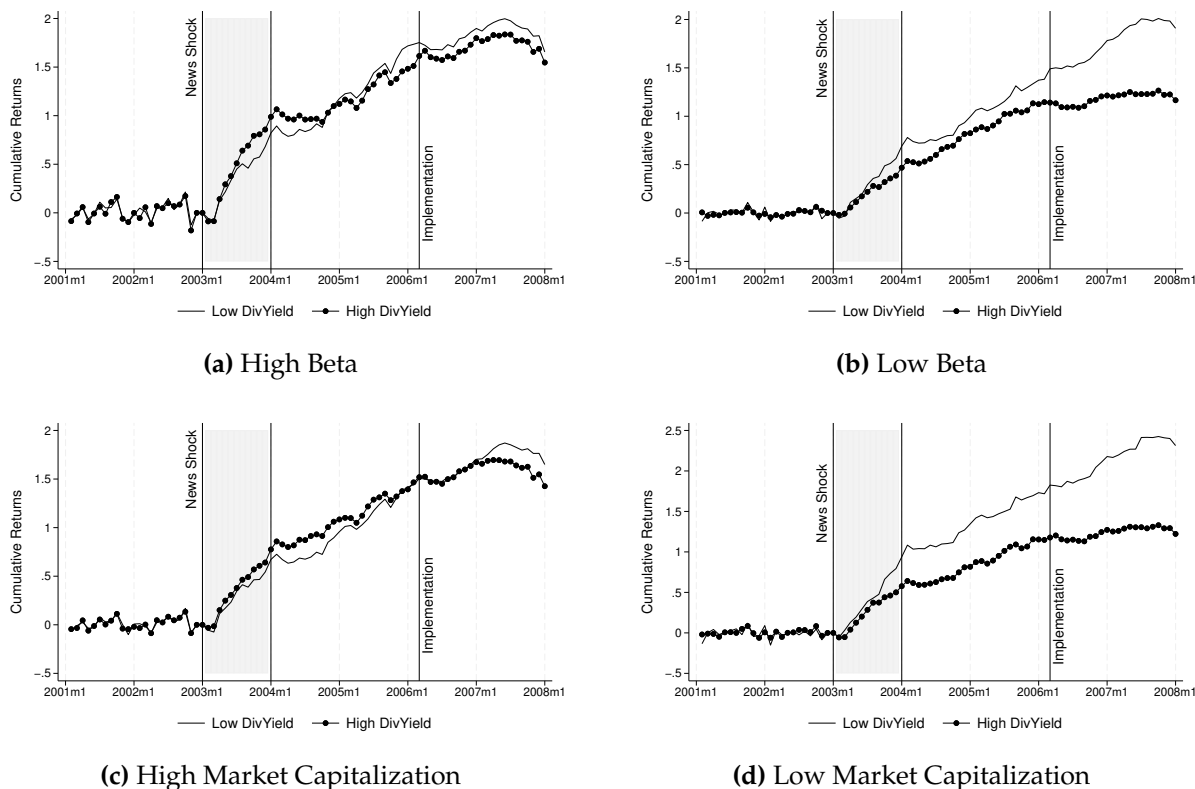 2
1.5
1
.5
0
−.5
Cumulative Returns
News Shock
Implementation
2001m1 2002m1 2003m1 2004m1 2005m1 2006m1 2007m1 2008m1
Low DivYield High DivYield
(a) High Beta
2
1.5
1
.5
0
−.5
Cumulative Returns
News Shock
Implementation
2001m1 2002m1 2003m1 2004m1 2005m1 2006m1 2007m1 2008m1
Low DivYield High DivYield
(b) Low Beta
2
1.5
1
.5
0
−.5
Cumulative Returns
News Shock
Implementation
2001m1 2002m1 2003m1 2004m1 2005m1 2006m1 2007m1 2008m1
Low DivYield High DivYield
(c) High Market Capitalization
2.5
2
1.5
1
.5
0
−.5
Cumulative Returns
News Shock
Implementation
2001m1 2002m1 2003m1 2004m1 2005m1 2006m1 2007m1 2008m1
Low DivYield High DivYield
(d) Low Market Capitalization